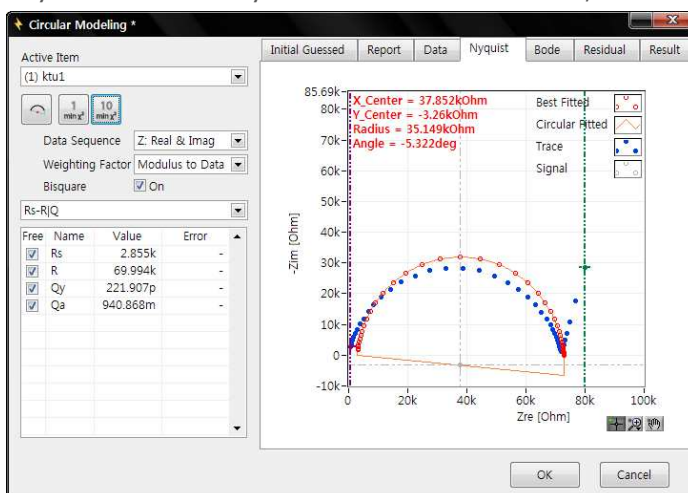 Circular Modeling *
Active Item
(1) ktu1
1
min χ²
10
min χ²
Data Sequence Z: Real & Imag
Weighting Factor Modulus to Data
Bisquare On
Rs-R|Q
Free Name Value Error
Rs 2.855k -
R 69.994k -
Qy 221.907p -
Qa 940.868m -
Initial Guessed Report Data Nyquist Bode Residual Result
X_Center = 37.852kOhm
Y_Center = -3.26kOhm
Radius = 35.149kOhm
Angle = -5.322deg
Best Fitted
Circular Fitted
Trace
Signal
-Zim [Ohm]
85.69k
80k
70k
60k
50k
40k
30k
20k
10k
0
-10k
0 20k 40k 60k 80k 100k
Zre [Ohm]
OK Cancel